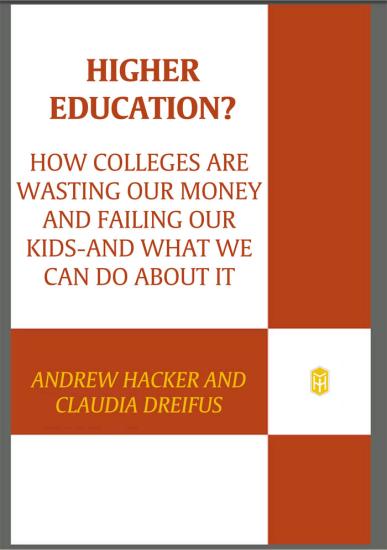 HIGHER
EDUCATION?
HOW COLLEGES ARE
WASTING OUR MONEY
AND FAILING OUR
KIDS-AND WHAT WE
CAN DO ABOUT IT
ANDREW HACKER AND
CLAUDIA DREIFUS